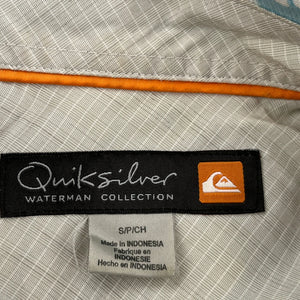 Quiksilver
WATERMAN COLLECTION
S/P/CH
Made in INDONESIA
Fabriqué en
INDONESIE
Hecho en INDONESIA